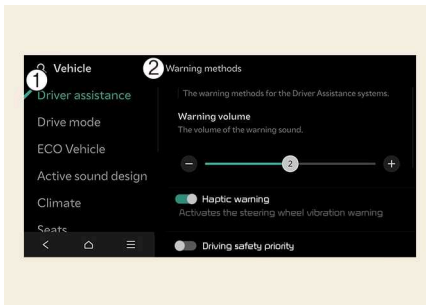 Vehicle
1
2
Warning methods
Driver assistance
The warning methods for the Driver Assistance systems.
Drive mode
Warning volume
The volume of the warning sound.
ECO Vehicle
2
Active sound design
Haptic warning
Activates the steering wheel vibration warning
Climate
Seats
Driving safety priority